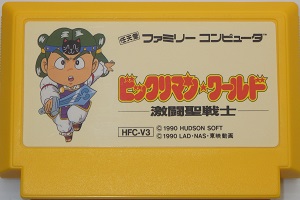 任天堂 ファミリー コンピュータ
ビックリマン★ワールド
激闘聖戦士
HFC-V3
©1990 HUDSON SOFT
©1990 LAD・NAS・東映動画